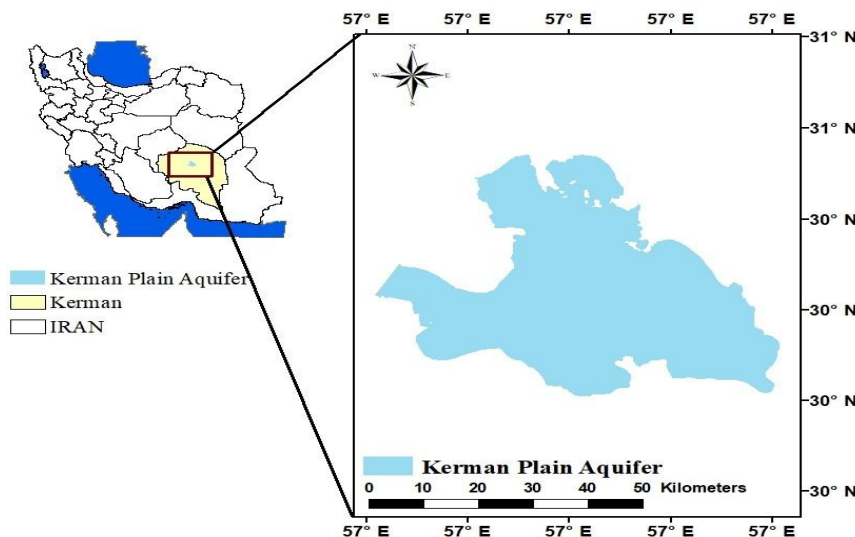 57° E 57° E 57° E 57° E 57° E
31° N
N
W E
S
31° N
30° N
Kerman Plain Aquifer
Kerman
IRAN
30° N
30° N
Kerman Plain Aquifer
0 10 20 30 40 50 Kilometers
30° N
57° E 57° E 57° E 57° E 57° E